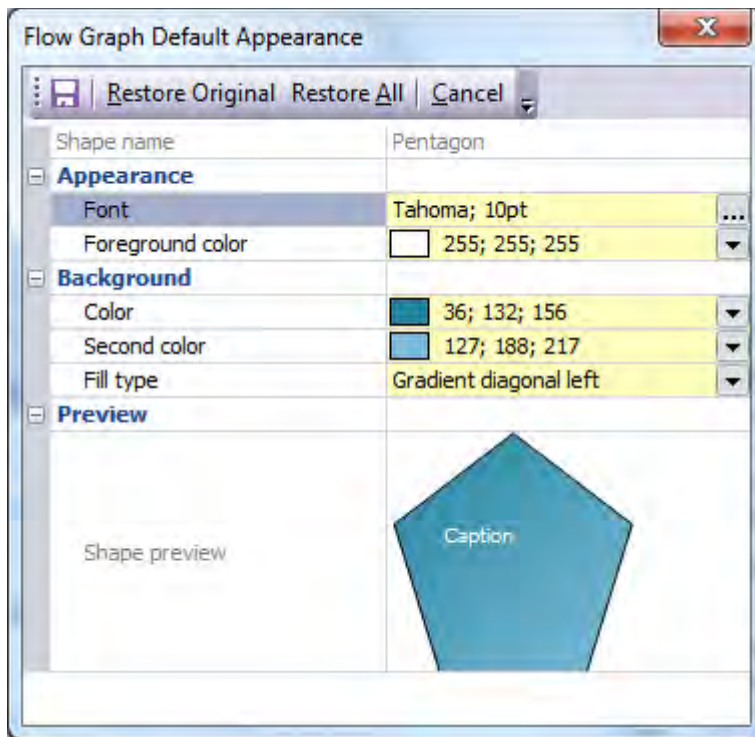 Flow Graph Default Appearance
Restore Original Restore All Cancel
Shape name Pentagon
Appearance
Font Tahoma; 10pt ...
Foreground color 255; 255; 255
Background
Color 36; 132; 156
Second color 127; 188; 217
Fill type Gradient diagonal left
Preview
Shape preview Caption